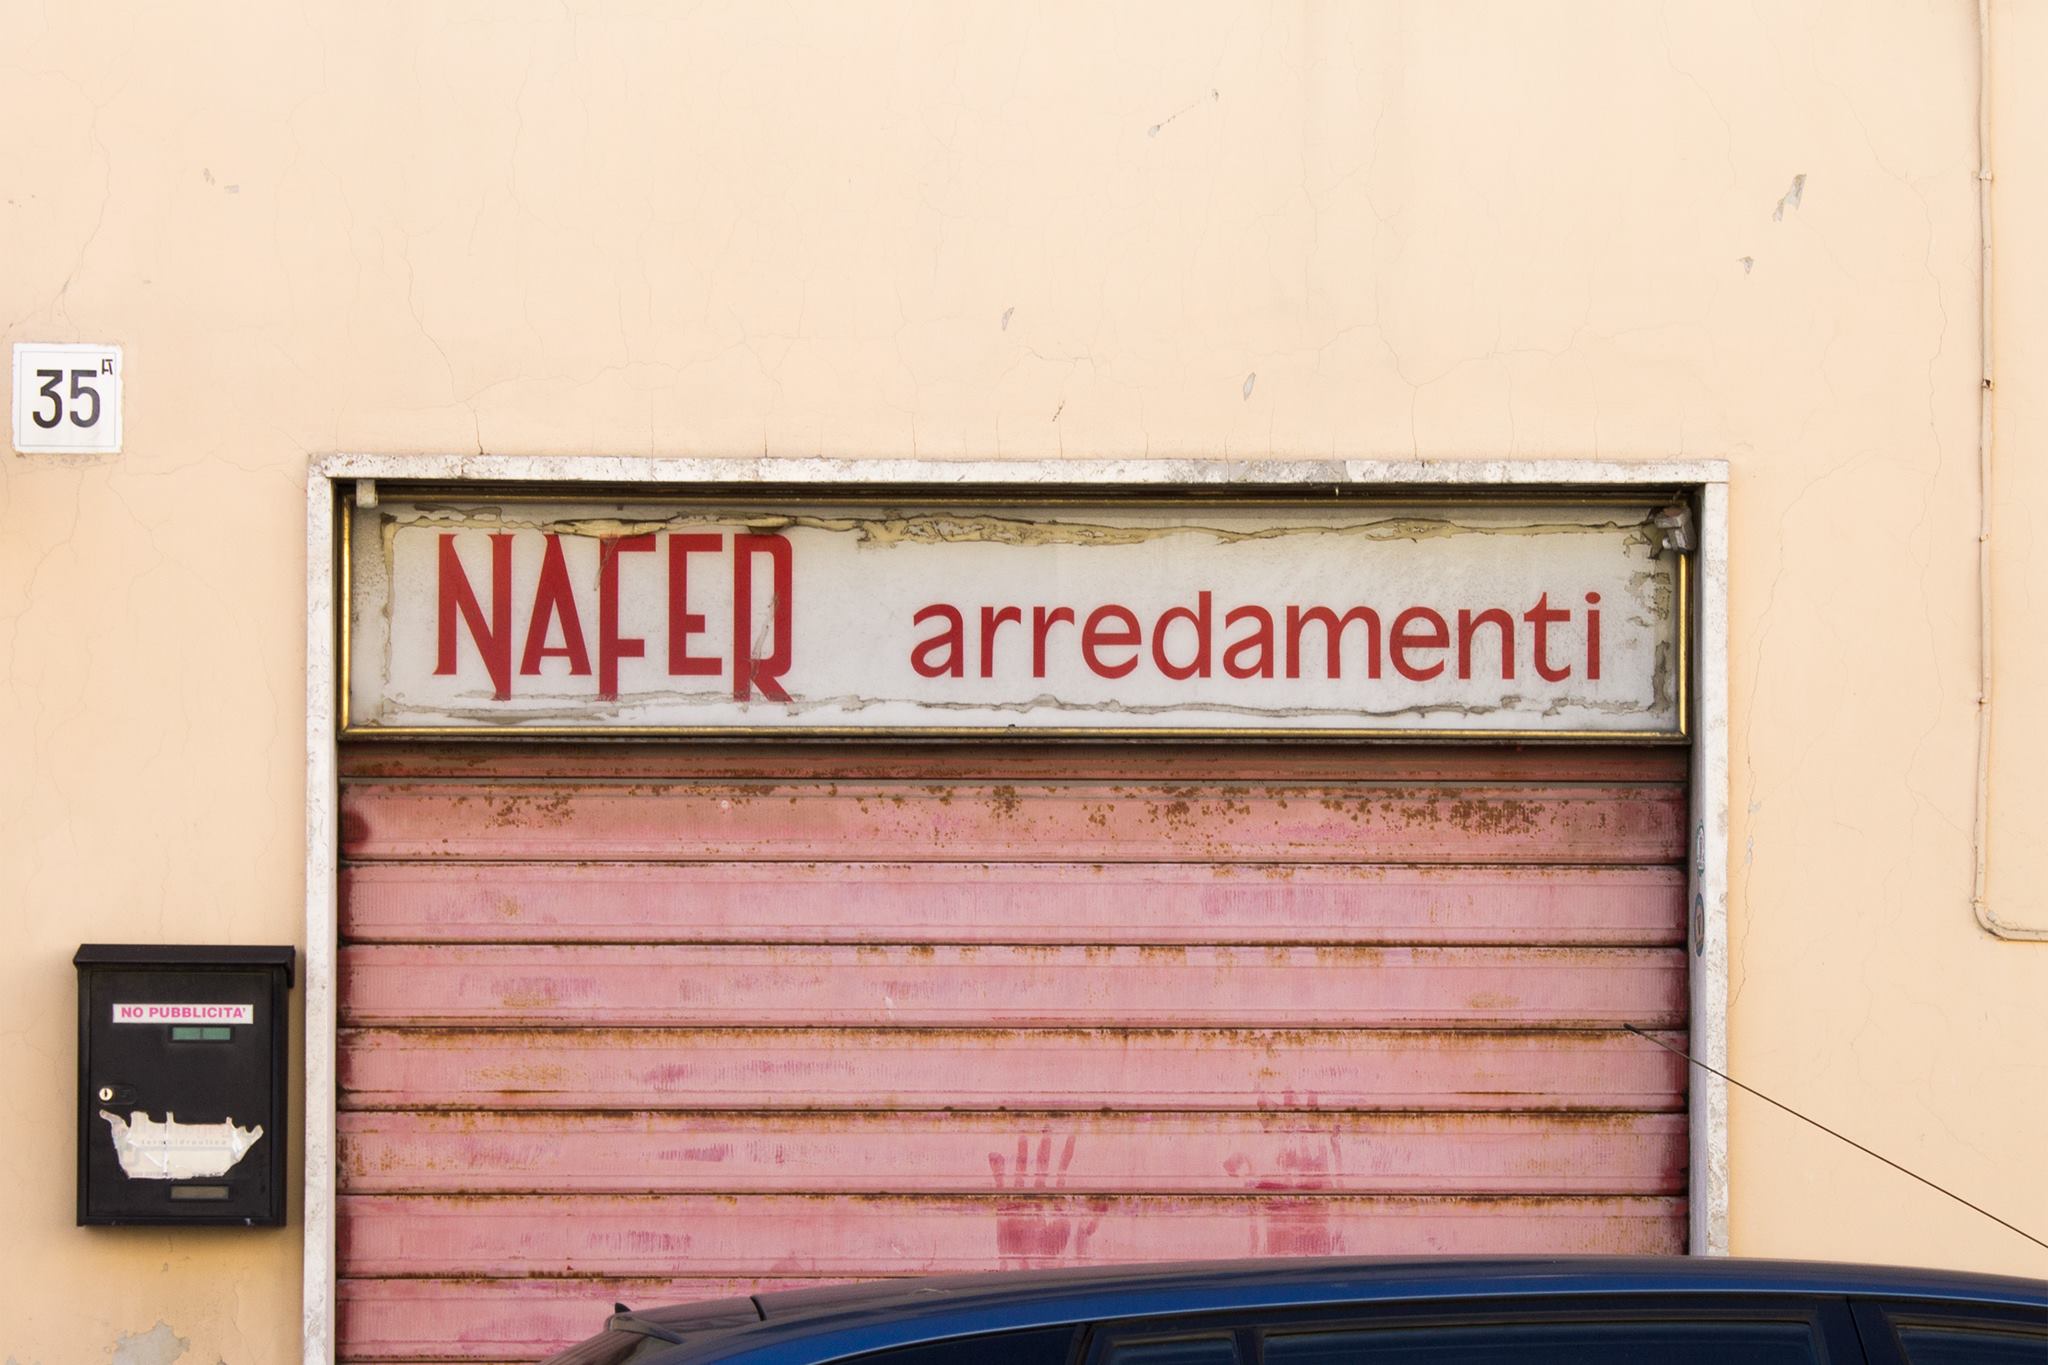 35
NAFER arredamenti
NO PUBBLICITA'